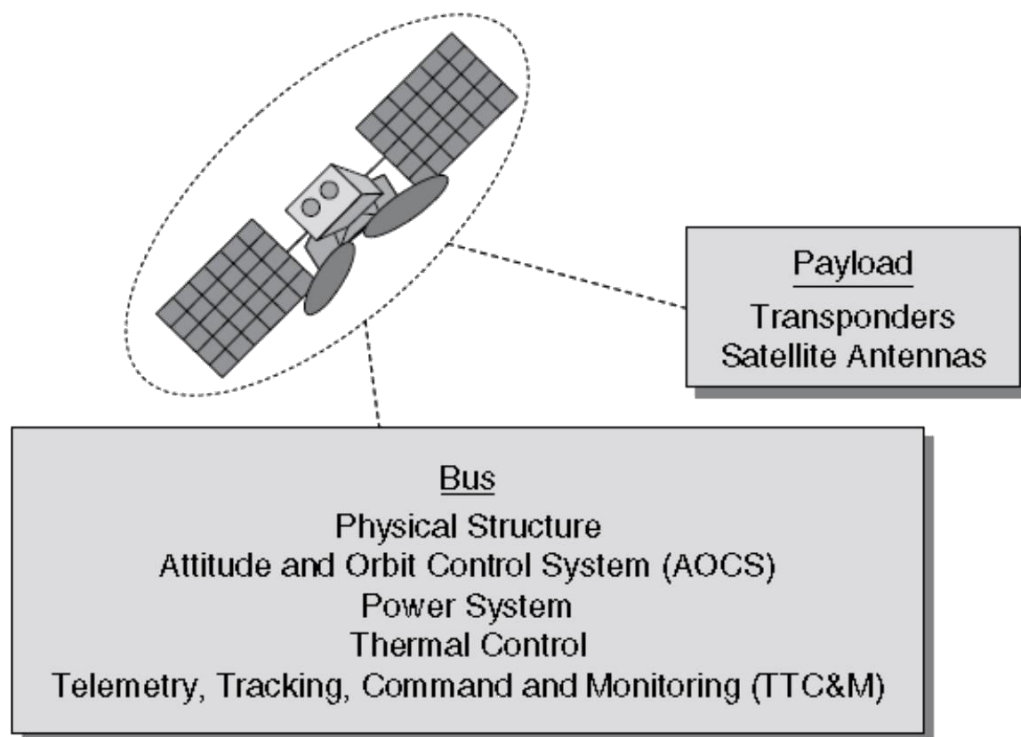 Payload
Transponders
Satellite Antennas
Bus
Physical Structure
Attitude and Orbit Control System (AOCS)
Power System
Thermal Control
Telemetry, Tracking, Command and Monitoring (TTC&M)